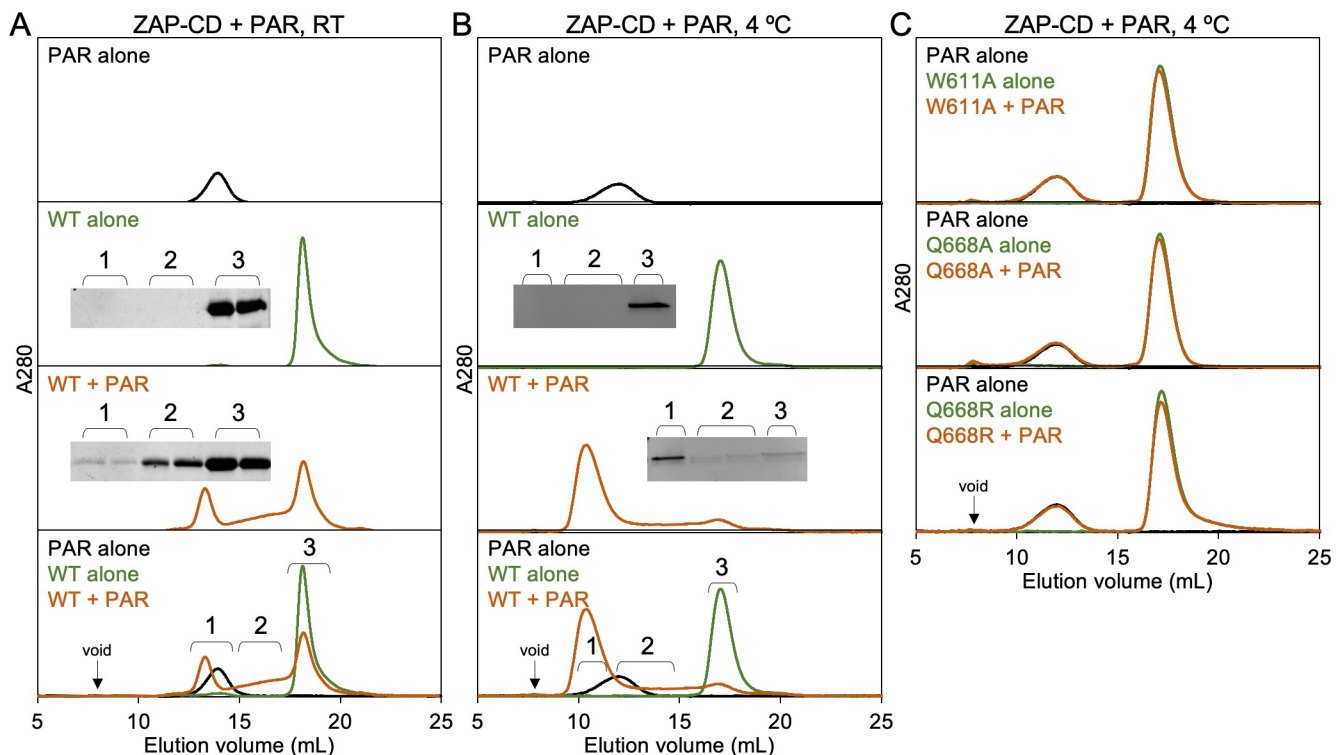 A
ZAP-CD + PAR, RT
PAR alone
WT alone
1 2 3
WT + PAR
1 2 3
PAR alone
WT alone
WT + PAR
3
1 2
void
A280
5 10 15 20 25
Elution volume (mL)
B
ZAP-CD + PAR, 4 ºC
PAR alone
WT alone
1 2 3
WT + PAR
1 2 3
PAR alone
WT alone
WT + PAR
3
1 2
void
A280
5 10 15 20 25
Elution volume (mL)
C
ZAP-CD + PAR, 4 ºC
PAR alone
W611A alone
W611A + PAR
PAR alone
Q668A alone
Q668A + PAR
PAR alone
Q668R alone
Q668R + PAR
void
A280
5 10 15 20 25
Elution volume (mL)